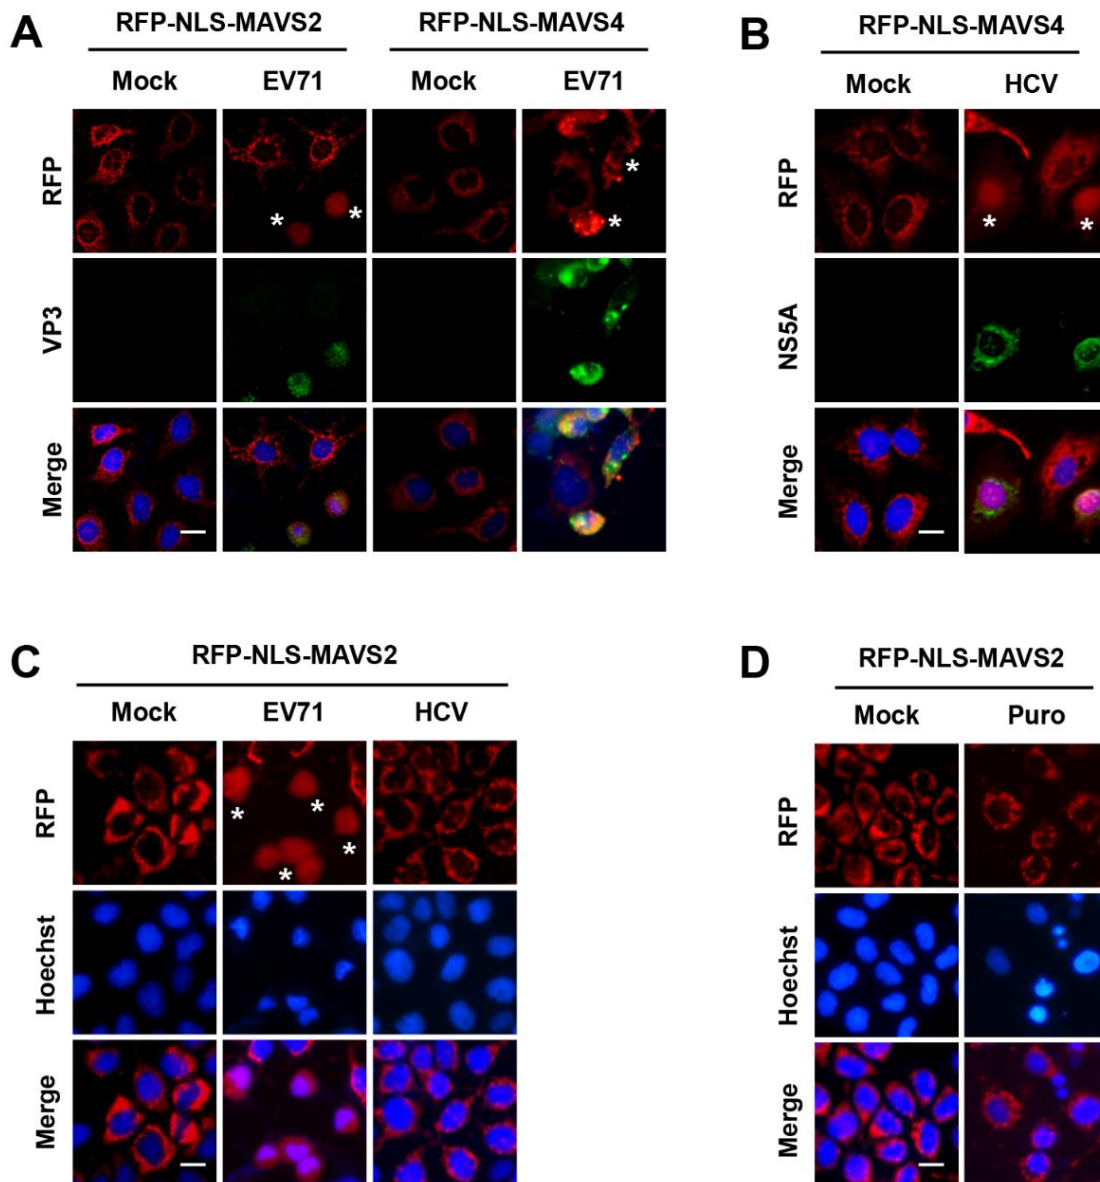 A
RFP-NLS-MAVS2
RFP-NLS-MAVS4
Mock
EV71
Mock
EV71
RFP
*
*
*
*
VP3
Merge
B
RFP-NLS-MAVS4
Mock
HCV
RFP
*
*
NS5A
Merge
C
RFP-NLS-MAVS2
Mock
EV71
HCV
RFP
*
*
*
*
Hoechst
Merge
D
RFP-NLS-MAVS2
Mock
Puro
RFP
Hoechst
Merge